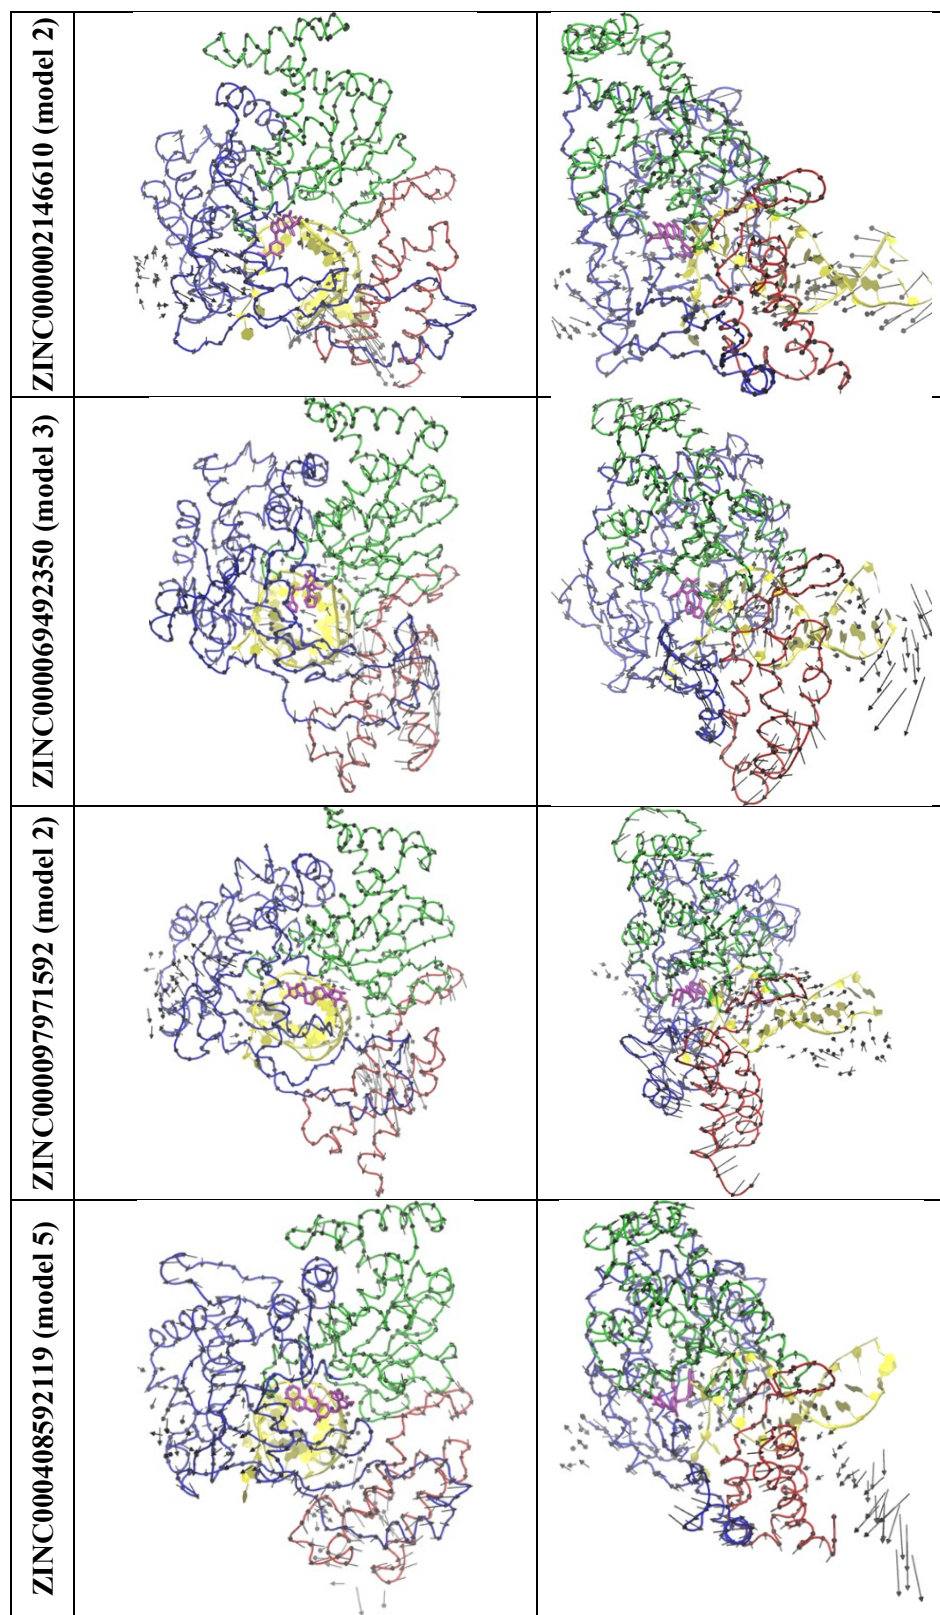 ZINC000002146610 (model 2)
ZINC000069492350 (model 3)
ZINC000097971592 (model 2)
ZINC000408592119 (model 5)